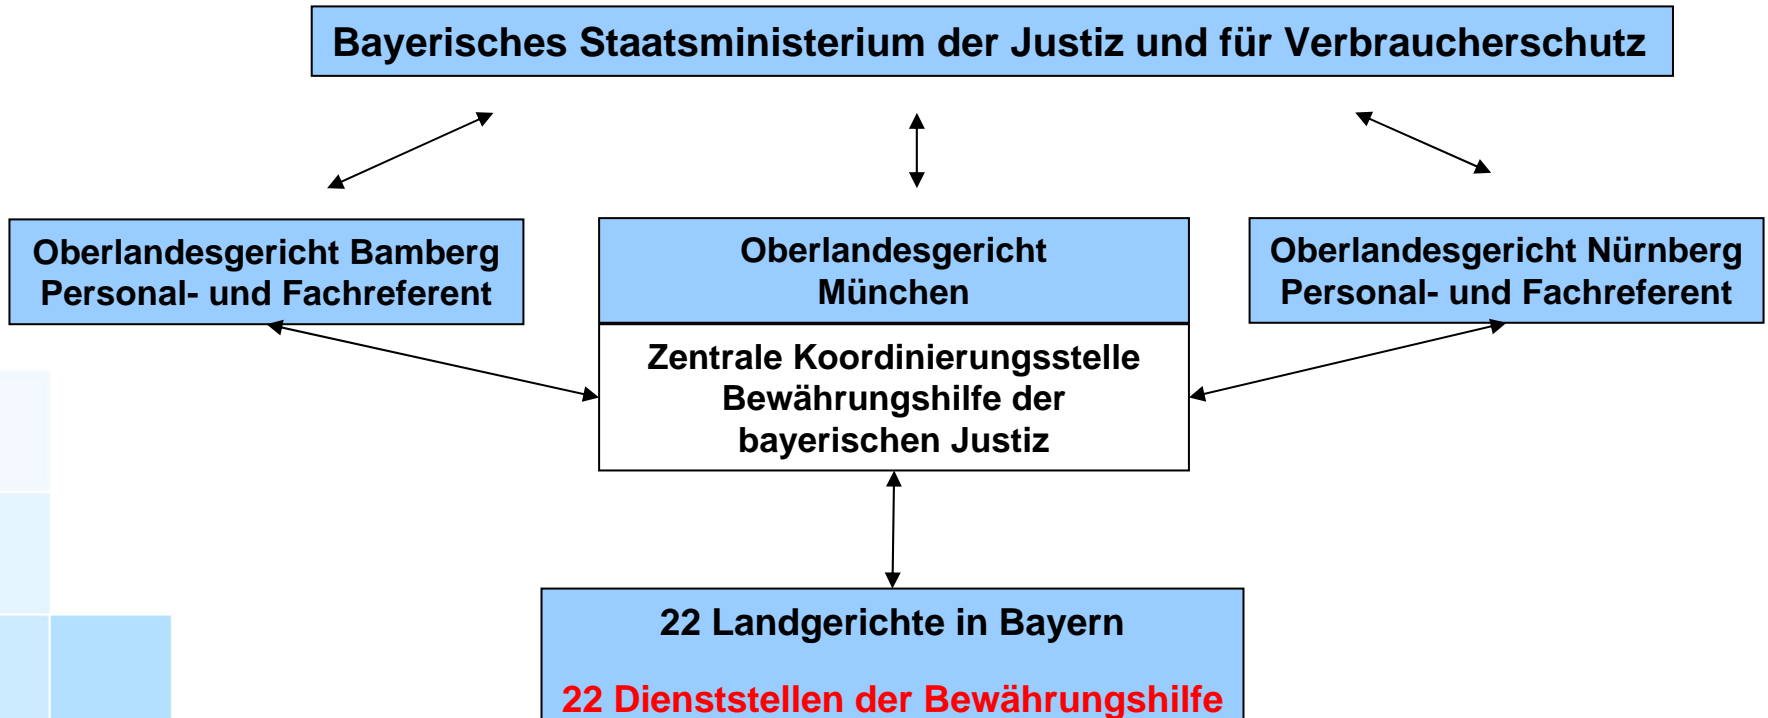 Bayerisches Staatsministerium der Justiz und für Verbraucherschutz
Oberlandesgericht Bamberg
Personal- und Fachreferent
Oberlandesgericht
München
Zentrale Koordinierungsstelle
Bewährungshilfe der
bayerischen Justiz
Oberlandesgericht Nürnberg
Personal- und Fachreferent
22 Landgerichte in Bayern
22 Dienststellen der Bewährungshilfe